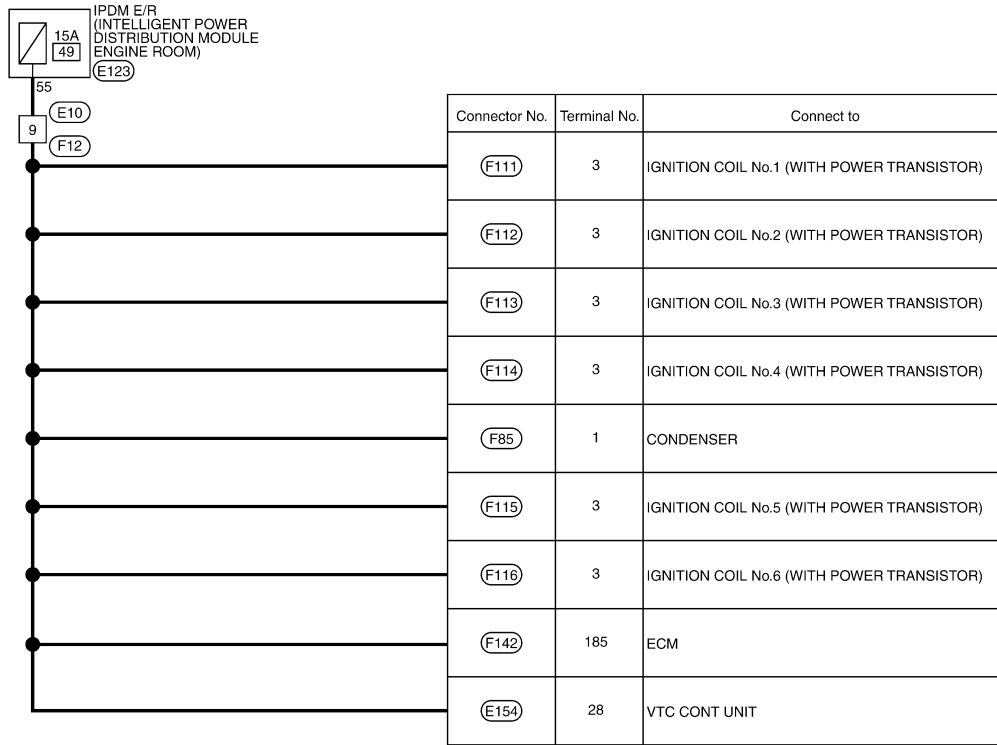 IPDM E/R
(INTELLIGENT POWER
DISTRIBUTION MODULE
ENGINE ROOM)
15A
49
E123
55
E10
9
F12
Connector No. Terminal No. Connect to
F111 3 IGNITION COIL No.1 (WITH POWER TRANSISTOR)
F112 3 IGNITION COIL No.2 (WITH POWER TRANSISTOR)
F113 3 IGNITION COIL No.3 (WITH POWER TRANSISTOR)
F114 3 IGNITION COIL No.4 (WITH POWER TRANSISTOR)
F85 1 CONDENSER
F115 3 IGNITION COIL No.5 (WITH POWER TRANSISTOR)
F116 3 IGNITION COIL No.6 (WITH POWER TRANSISTOR)
F142 185 ECM
E154 28 VTC CONT UNIT